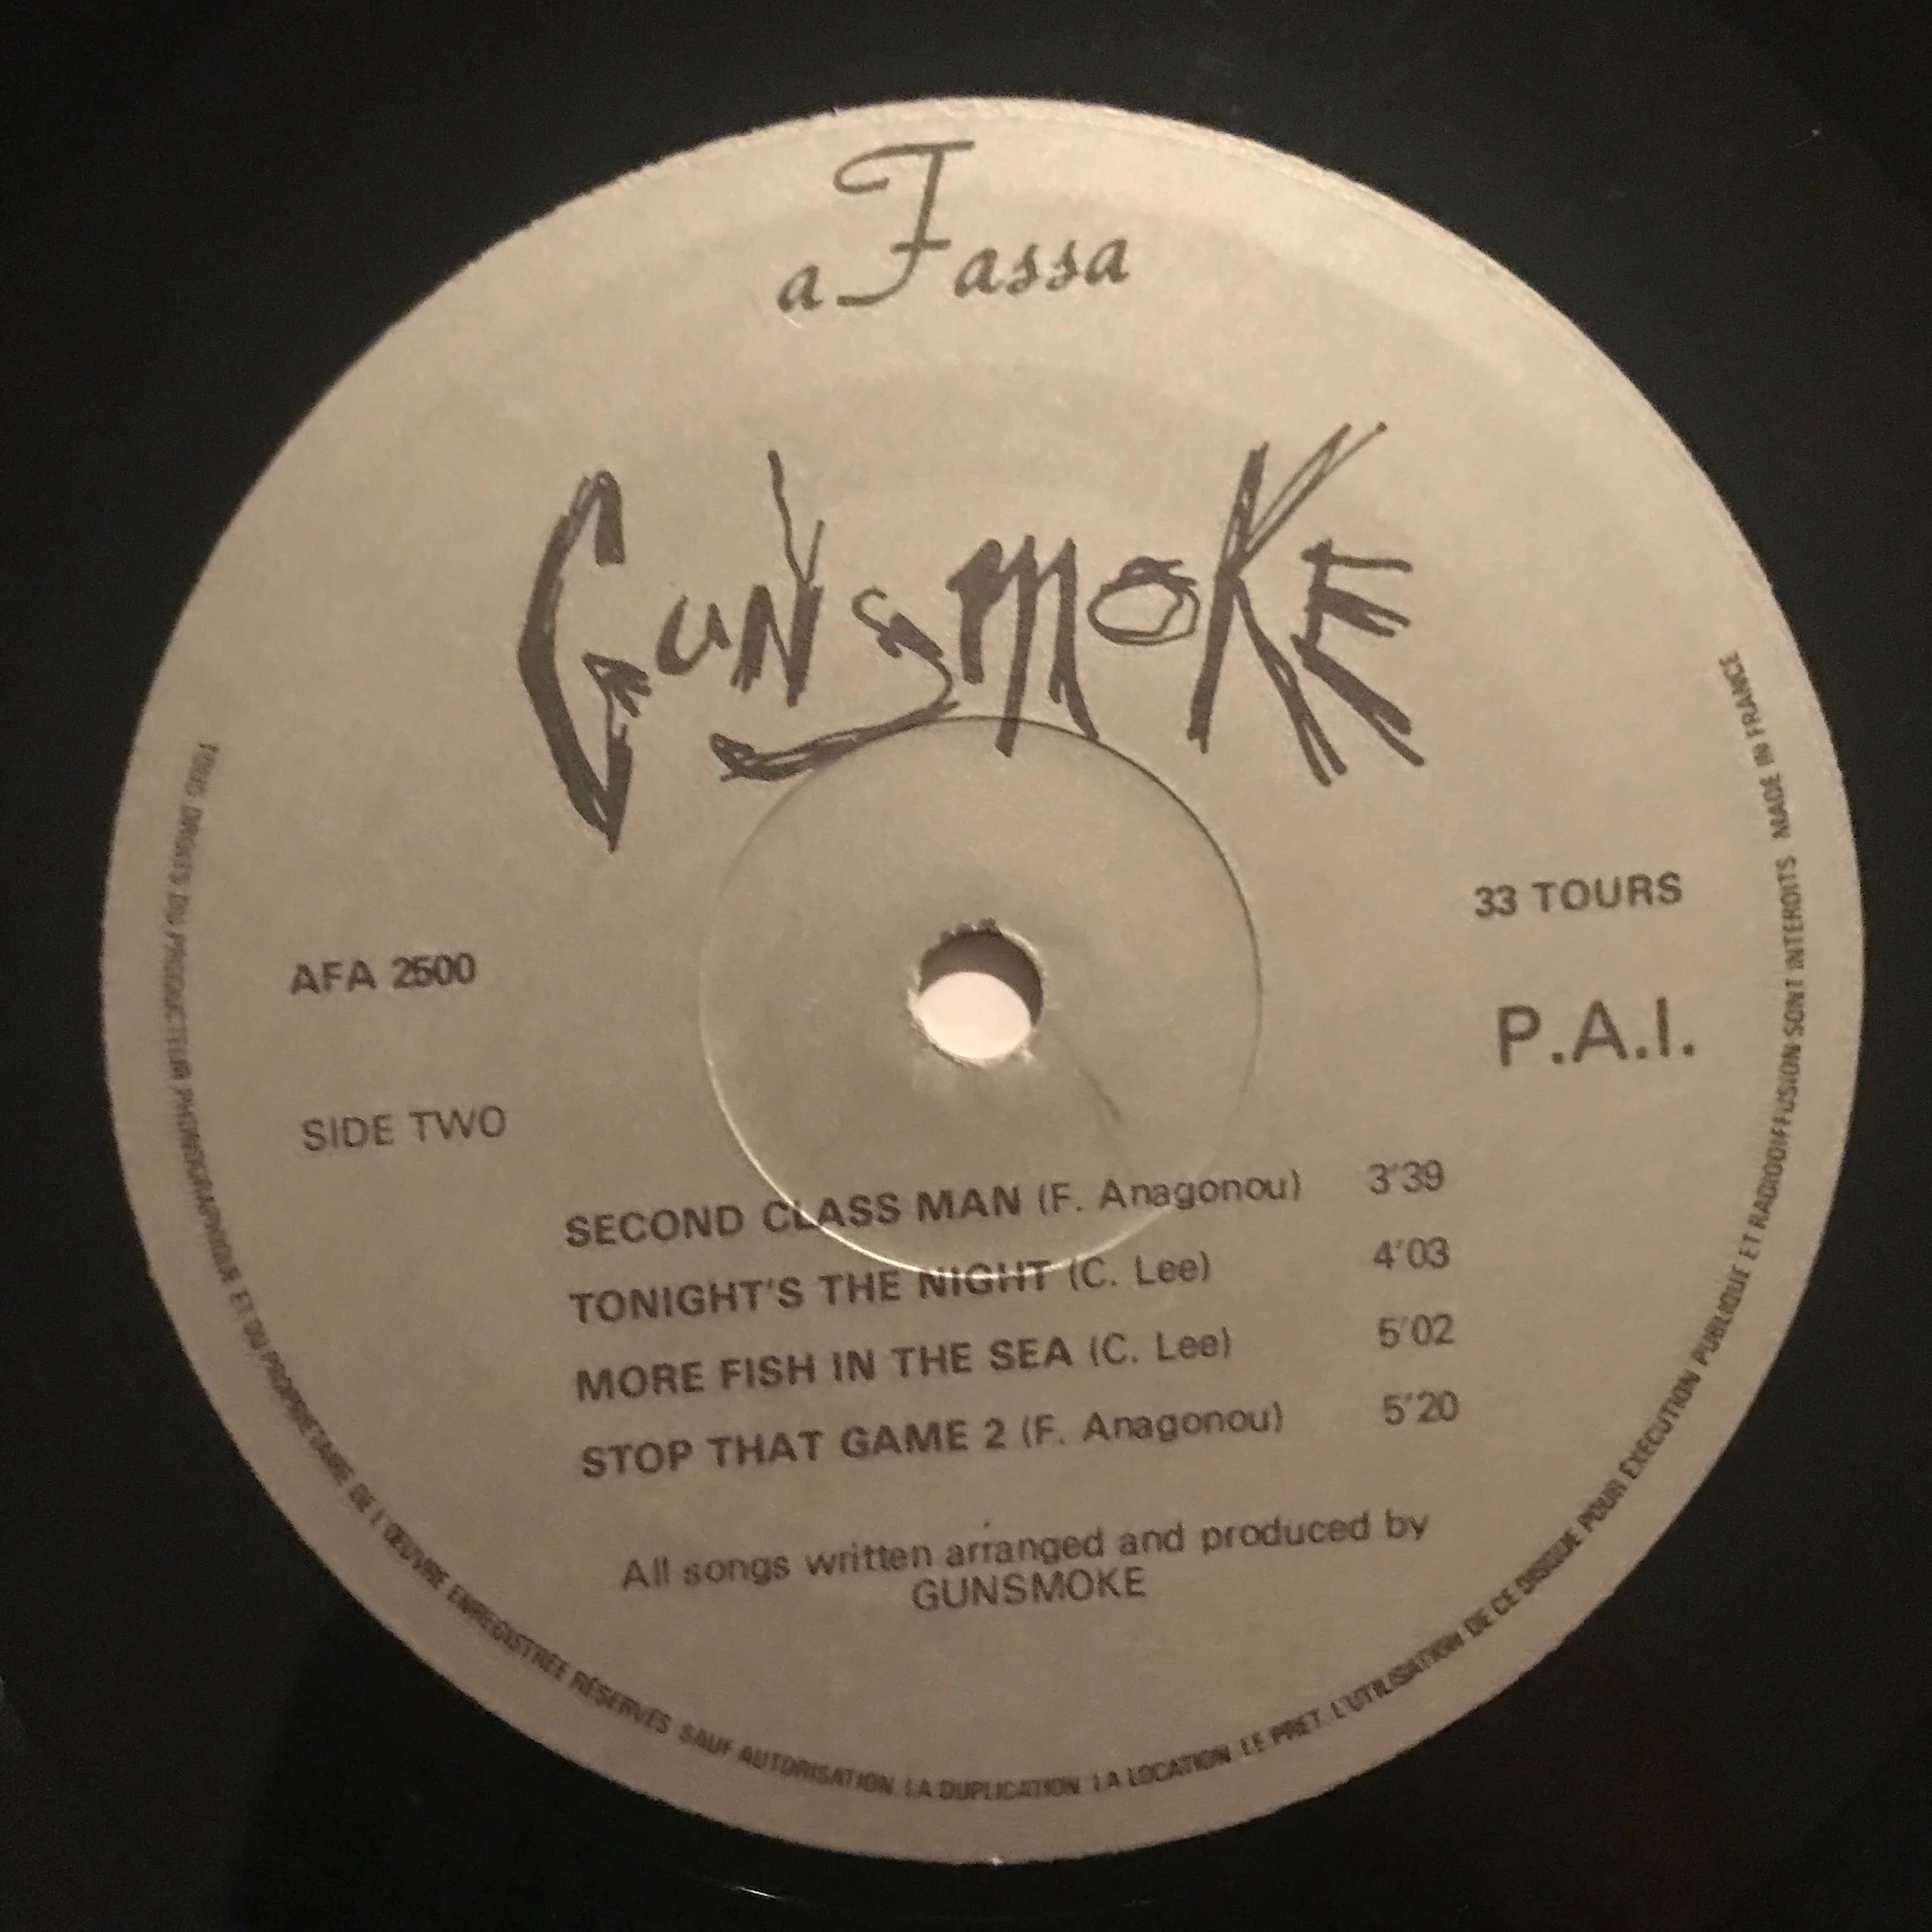 a Fassa
GUNSMOKE
33 TOURS
AFA 2500
P.A.I.
SIDE TWO
SECOND CLASS MAN (F. Anagonou) 3'39
TONIGHT'S THE NIGHT (C. Lee) 4'03
MORE FISH IN THE SEA (C. Lee) 5'02
STOP THAT GAME 2 (F. Anagonou) 5'20
All songs written arranged and produced by
GUNSMOKE
TOUS DROITS DU PRODUCTEUR PHONOGRAPHIQUE ET DU PROPRIETAIRE DE L'ŒUVRE ENREGISTREE RÉSERVÉS SAUF AUTORISATION LA DUPLICATION LA LOCATION LE PRET. L'UTILISATION DE CE DISQUE POUR EXECUTION PUBLIQUE ET RADIODIFFUSION SONT INTERDITS MADE IN FRANCE